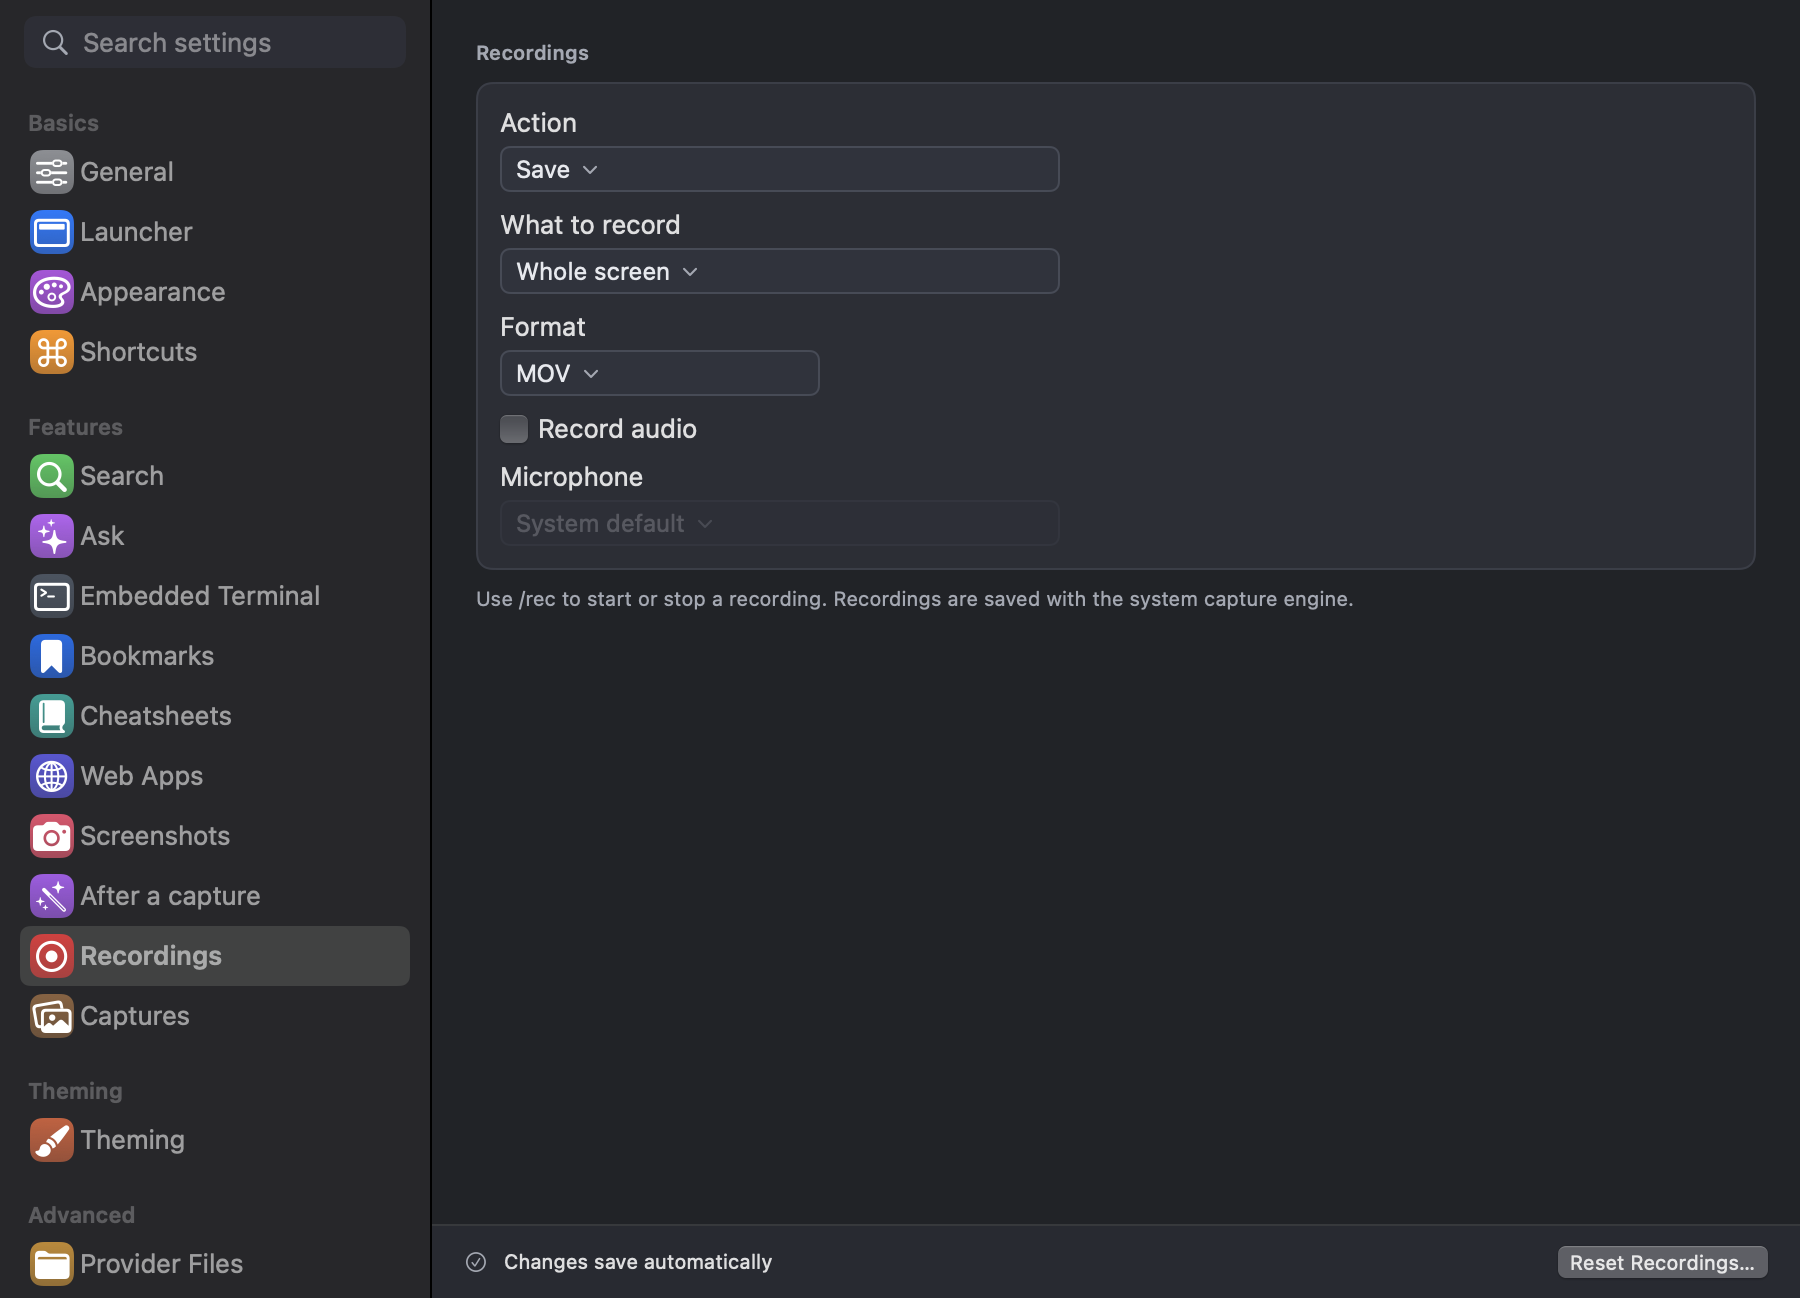 Search settings
Basics
General
Launcher
Appearance
Shortcuts
Features
Search
Ask
Embedded Terminal
Bookmarks
Cheatsheets
Web Apps
Screenshots
After a capture
Recordings
Captures
Theming
Theming
Advanced
Provider Files
Recordings
Action
Save
What to record
Whole screen
Format
MOV
Record audio
Microphone
System default
Use /rec to start or stop a recording. Recordings are saved with the system capture engine.
Changes save automatically
Reset Recordings...